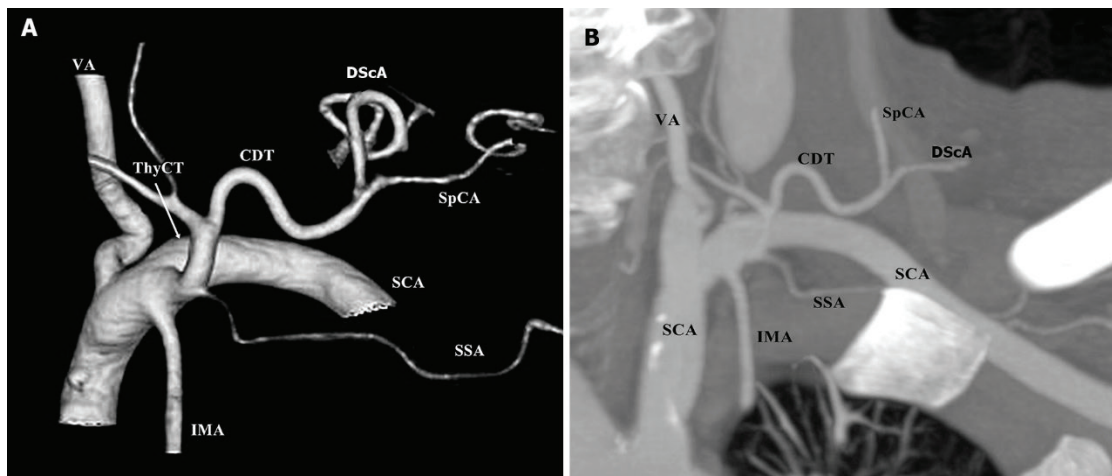 A
VA
DScA
CDT
ThyCT
SpCA
SCA
SSA
IMA
B
SpCA
VA
DScA
CDT
SCA
SSA
SCA
IMA